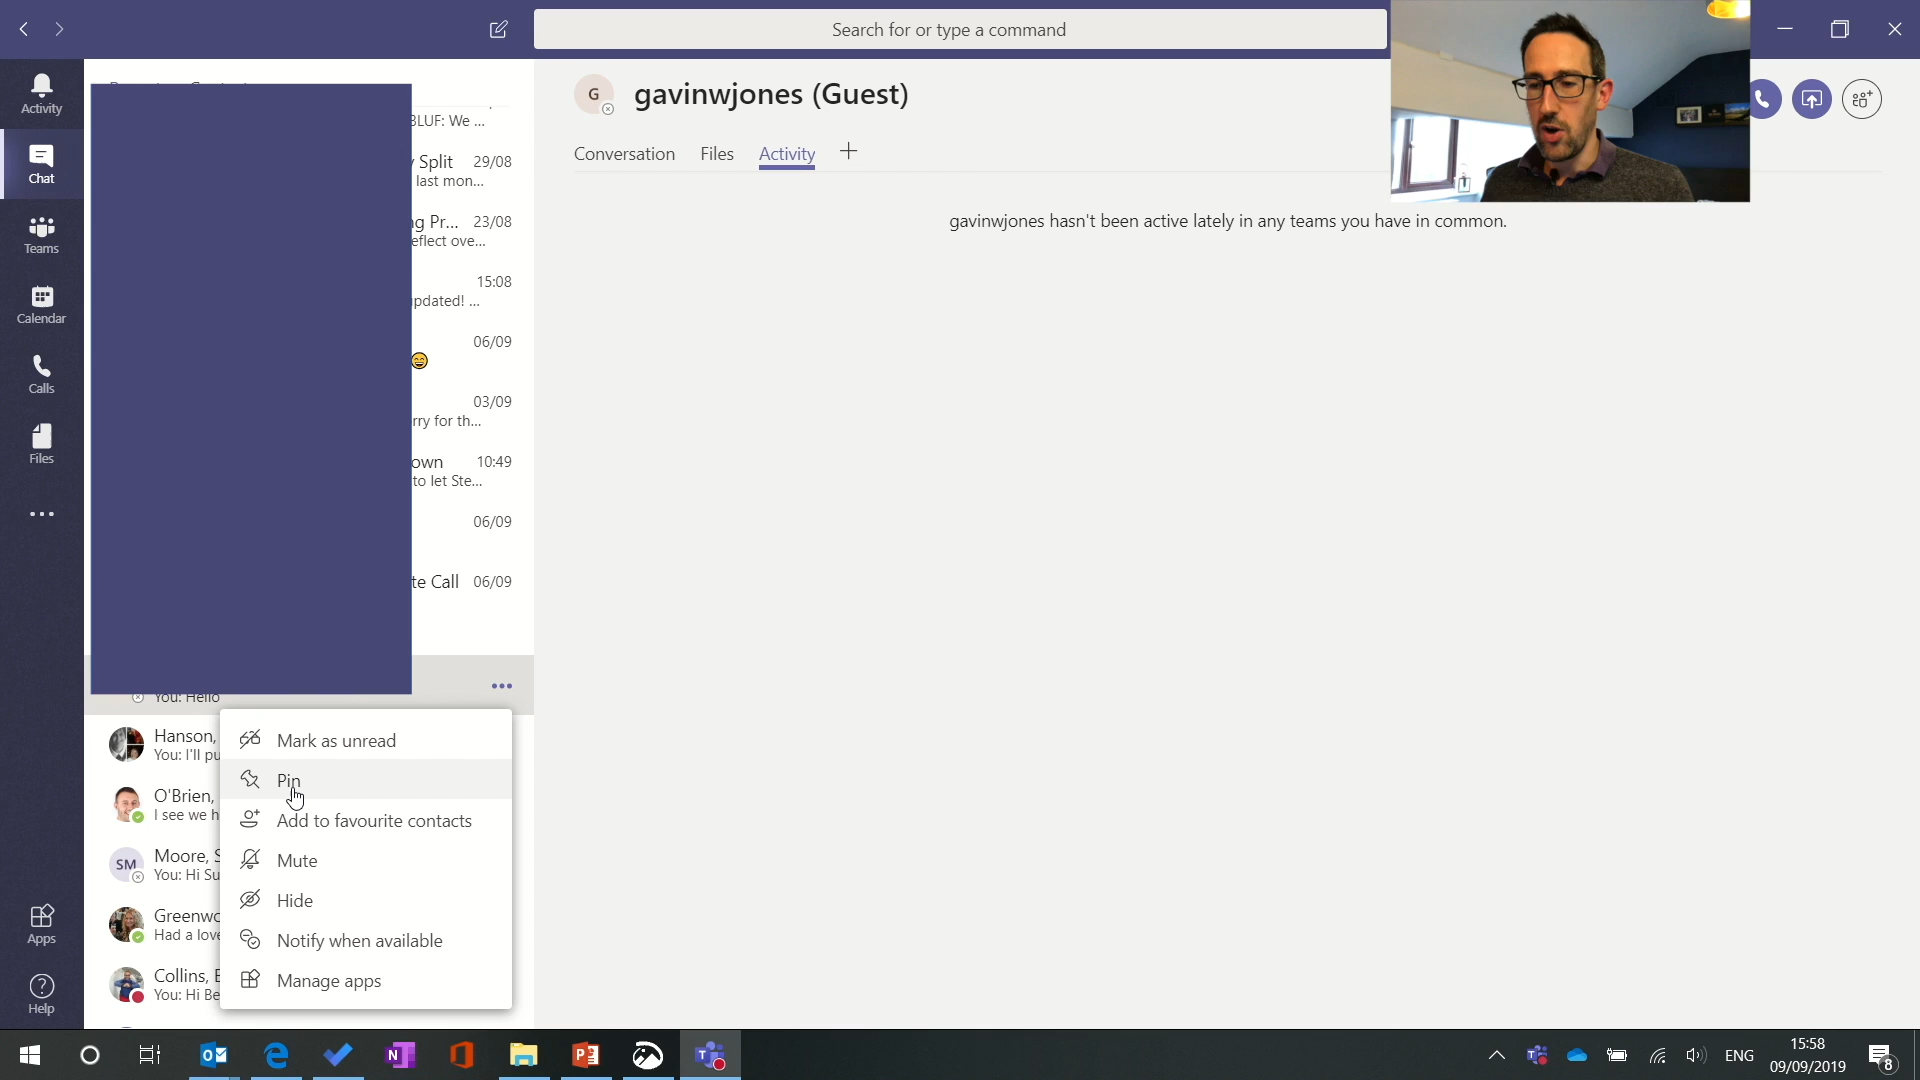 Search for or type a command
Activity
Chat
Teams
Calendar
Calls
Files
Apps
Help
BLUF: We ...
Split 29/08
last mon...
Pr... 23/08
eflect ove...
15:08
updated! ...
06/09
03/09
rry for th...
own 10:49
to let Ste...
06/09
te Call 06/09
You: Hello
Hanson,
You: I'll pu
O'Brien,
I see we h
SM
Moore, S
You: Hi Su
Greenwo
Had a love
Collins, B
You: Hi Be
Mark as unread
Pin
Add to favourite contacts
Mute
Hide
Notify when available
Manage apps
G
gavinwjones (Guest)
Conversation Files Activity
gavinwjones hasn't been active lately in any teams you have in common.
ENG
15:58
09/09/2019
8